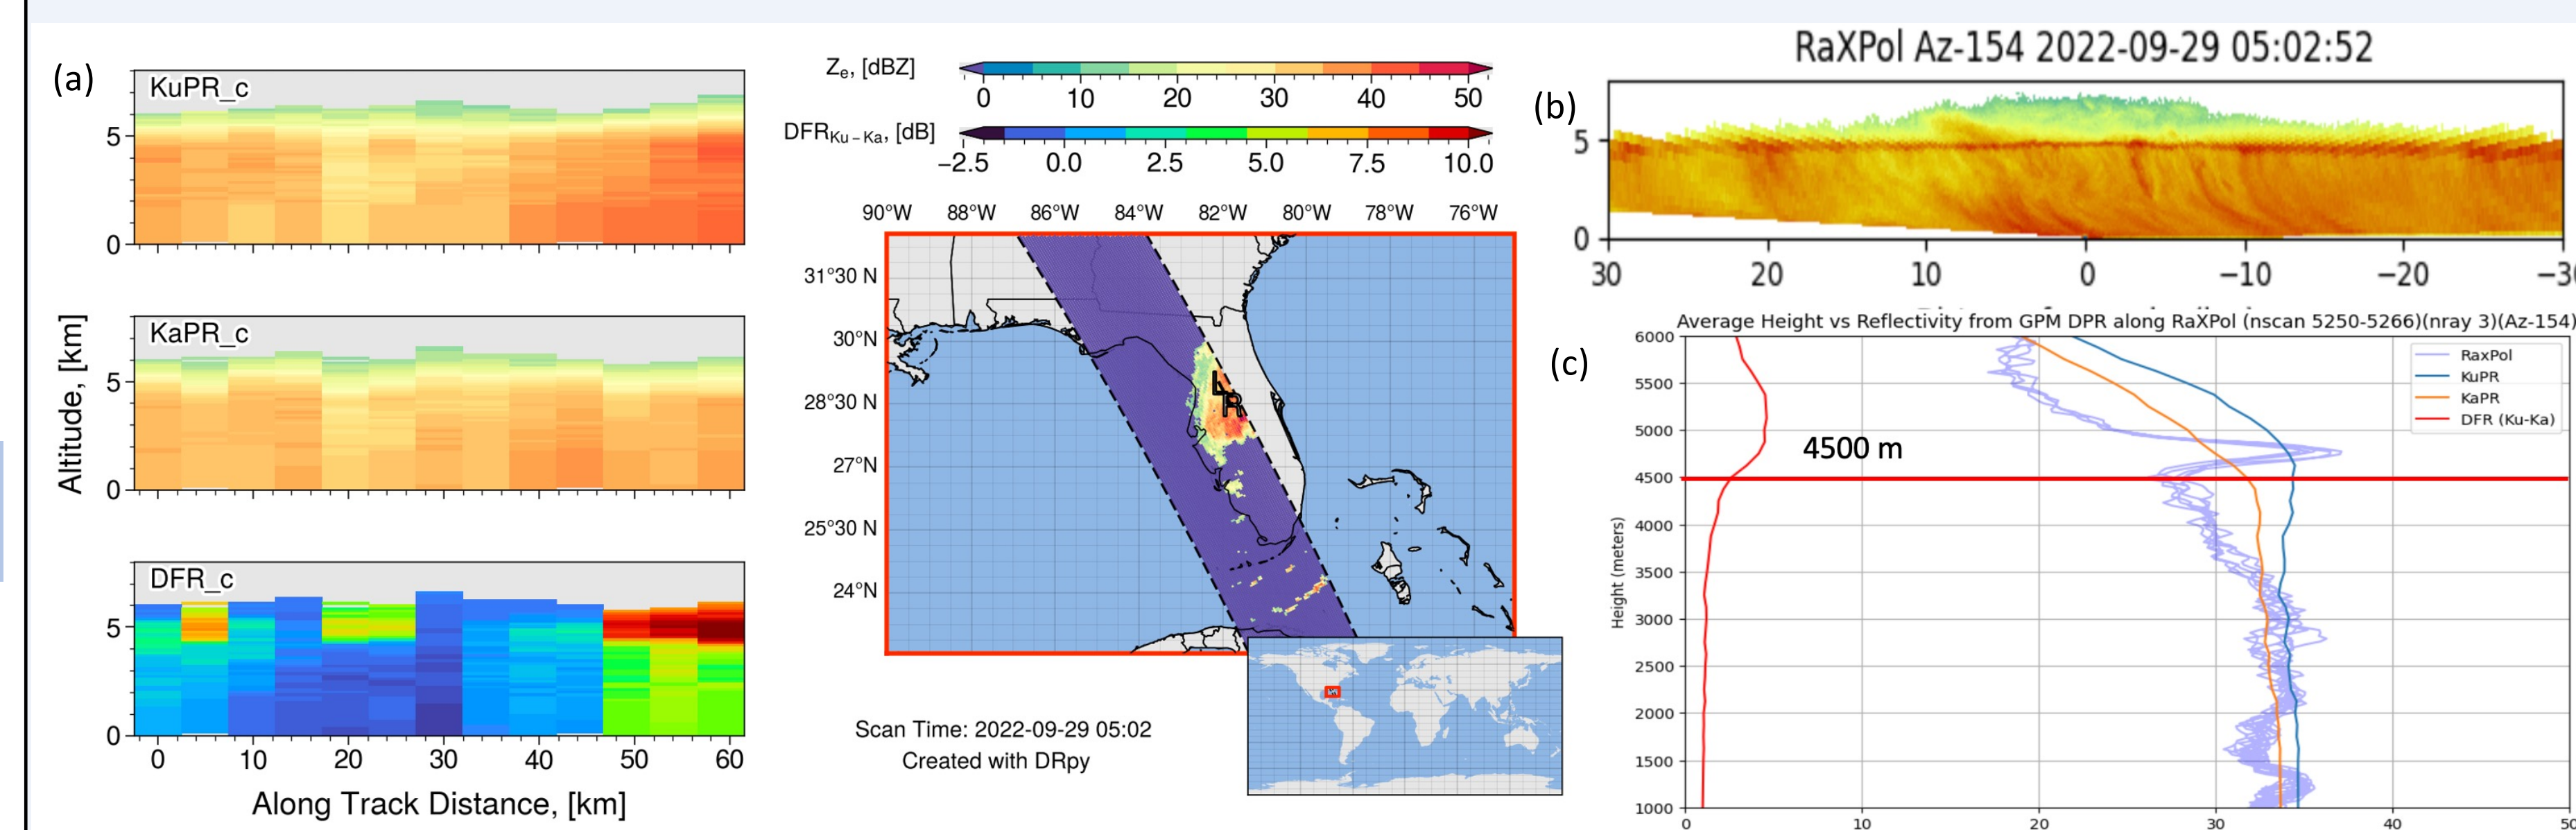 (a)
KuPR_c
5
0
KaPR_c
5
0
DFR_c
5
0
Altitude, [km]
0 10 20 30 40 50 60
Along Track Distance, [km]
Ze, [dBZ]
0 10 20 30 40 50
DFRKu-Ka, [dB]
−2.5 0.0 2.5 5.0 7.5 10.0
90°W 88°W 86°W 84°W 82°W 80°W 78°W 76°W
31°30 N
30°N
28°30 N
27°N
25°30 N
24°N
L
R
Scan Time: 2022-09-29 05:02
Created with DRpy
(b)
RaXPol Az-154 2022-09-29 05:02:52
5
0
30 20 10 0 −10 −20
(c)
Average Height vs Reflectivity from GPM DPR along RaXPol (nscan 5250-5266)(nray 3)(Az-154)
RaxPol
KuPR
KaPR
DFR (Ku-Ka)
4500 m
Height (meters)
6000
5500
5000
4500
4000
3500
3000
2500
2000
1500
1000
0 10 20 30 40 50